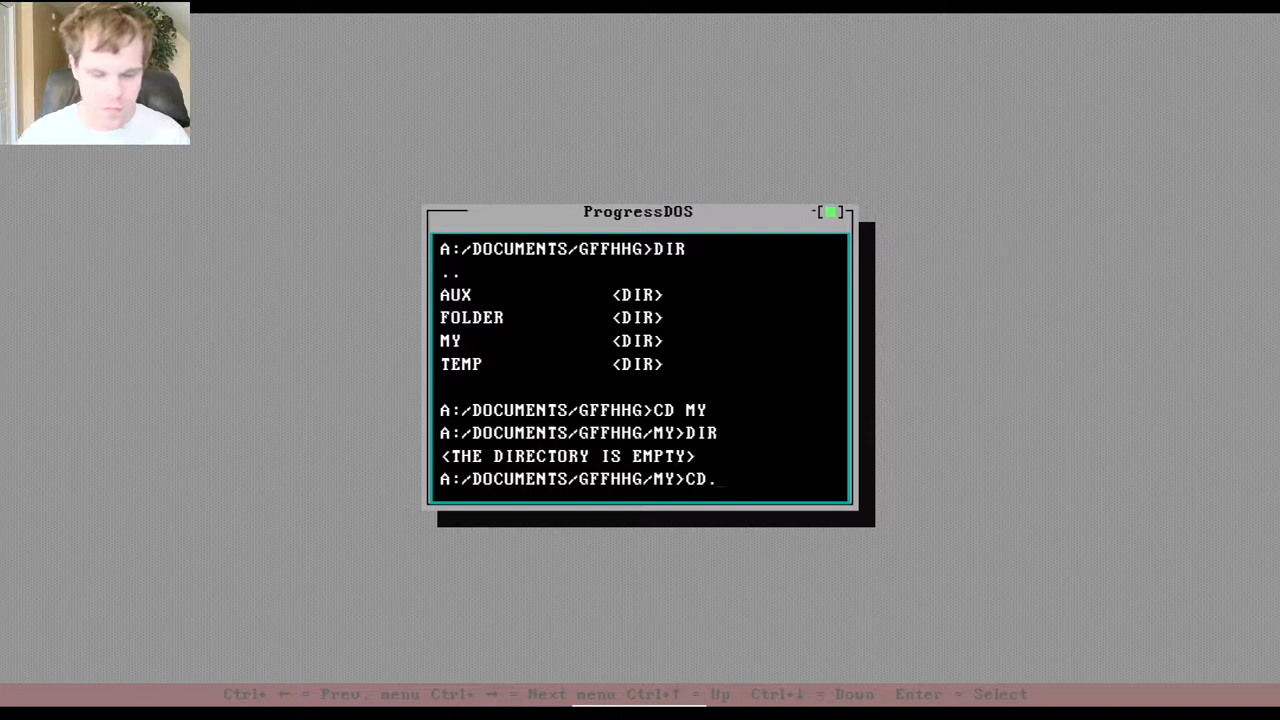 ProgressDOS
-[■]
A:/DOCUMENTS/GFFHHG>DIR
..
AUX <DIR>
FOLDER <DIR>
MY <DIR>
TEMP <DIR>
A:/DOCUMENTS/GFFHHG>CD MY
A:/DOCUMENTS/GFFHHG/MY>DIR
<THE DIRECTORY IS EMPTY>
A:/DOCUMENTS/GFFHHG/MY>CD._
Ctrl+ ← = Prev. menu Ctrl+ → = Next menu Ctrl+↑ = Up Ctrl+↓ = Down Enter = Select